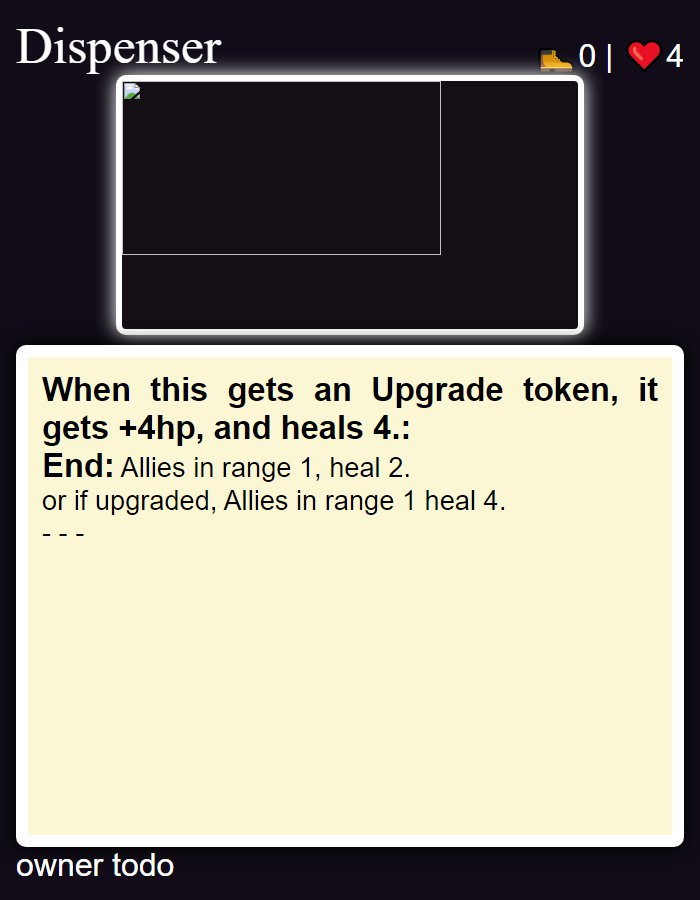 Dispenser
0 | 4
When this gets an Upgrade token, it
gets +4hp, and heals 4.:
End: Allies in range 1, heal 2.
or if upgraded, Allies in range 1 heal 4.
- - -
owner todo